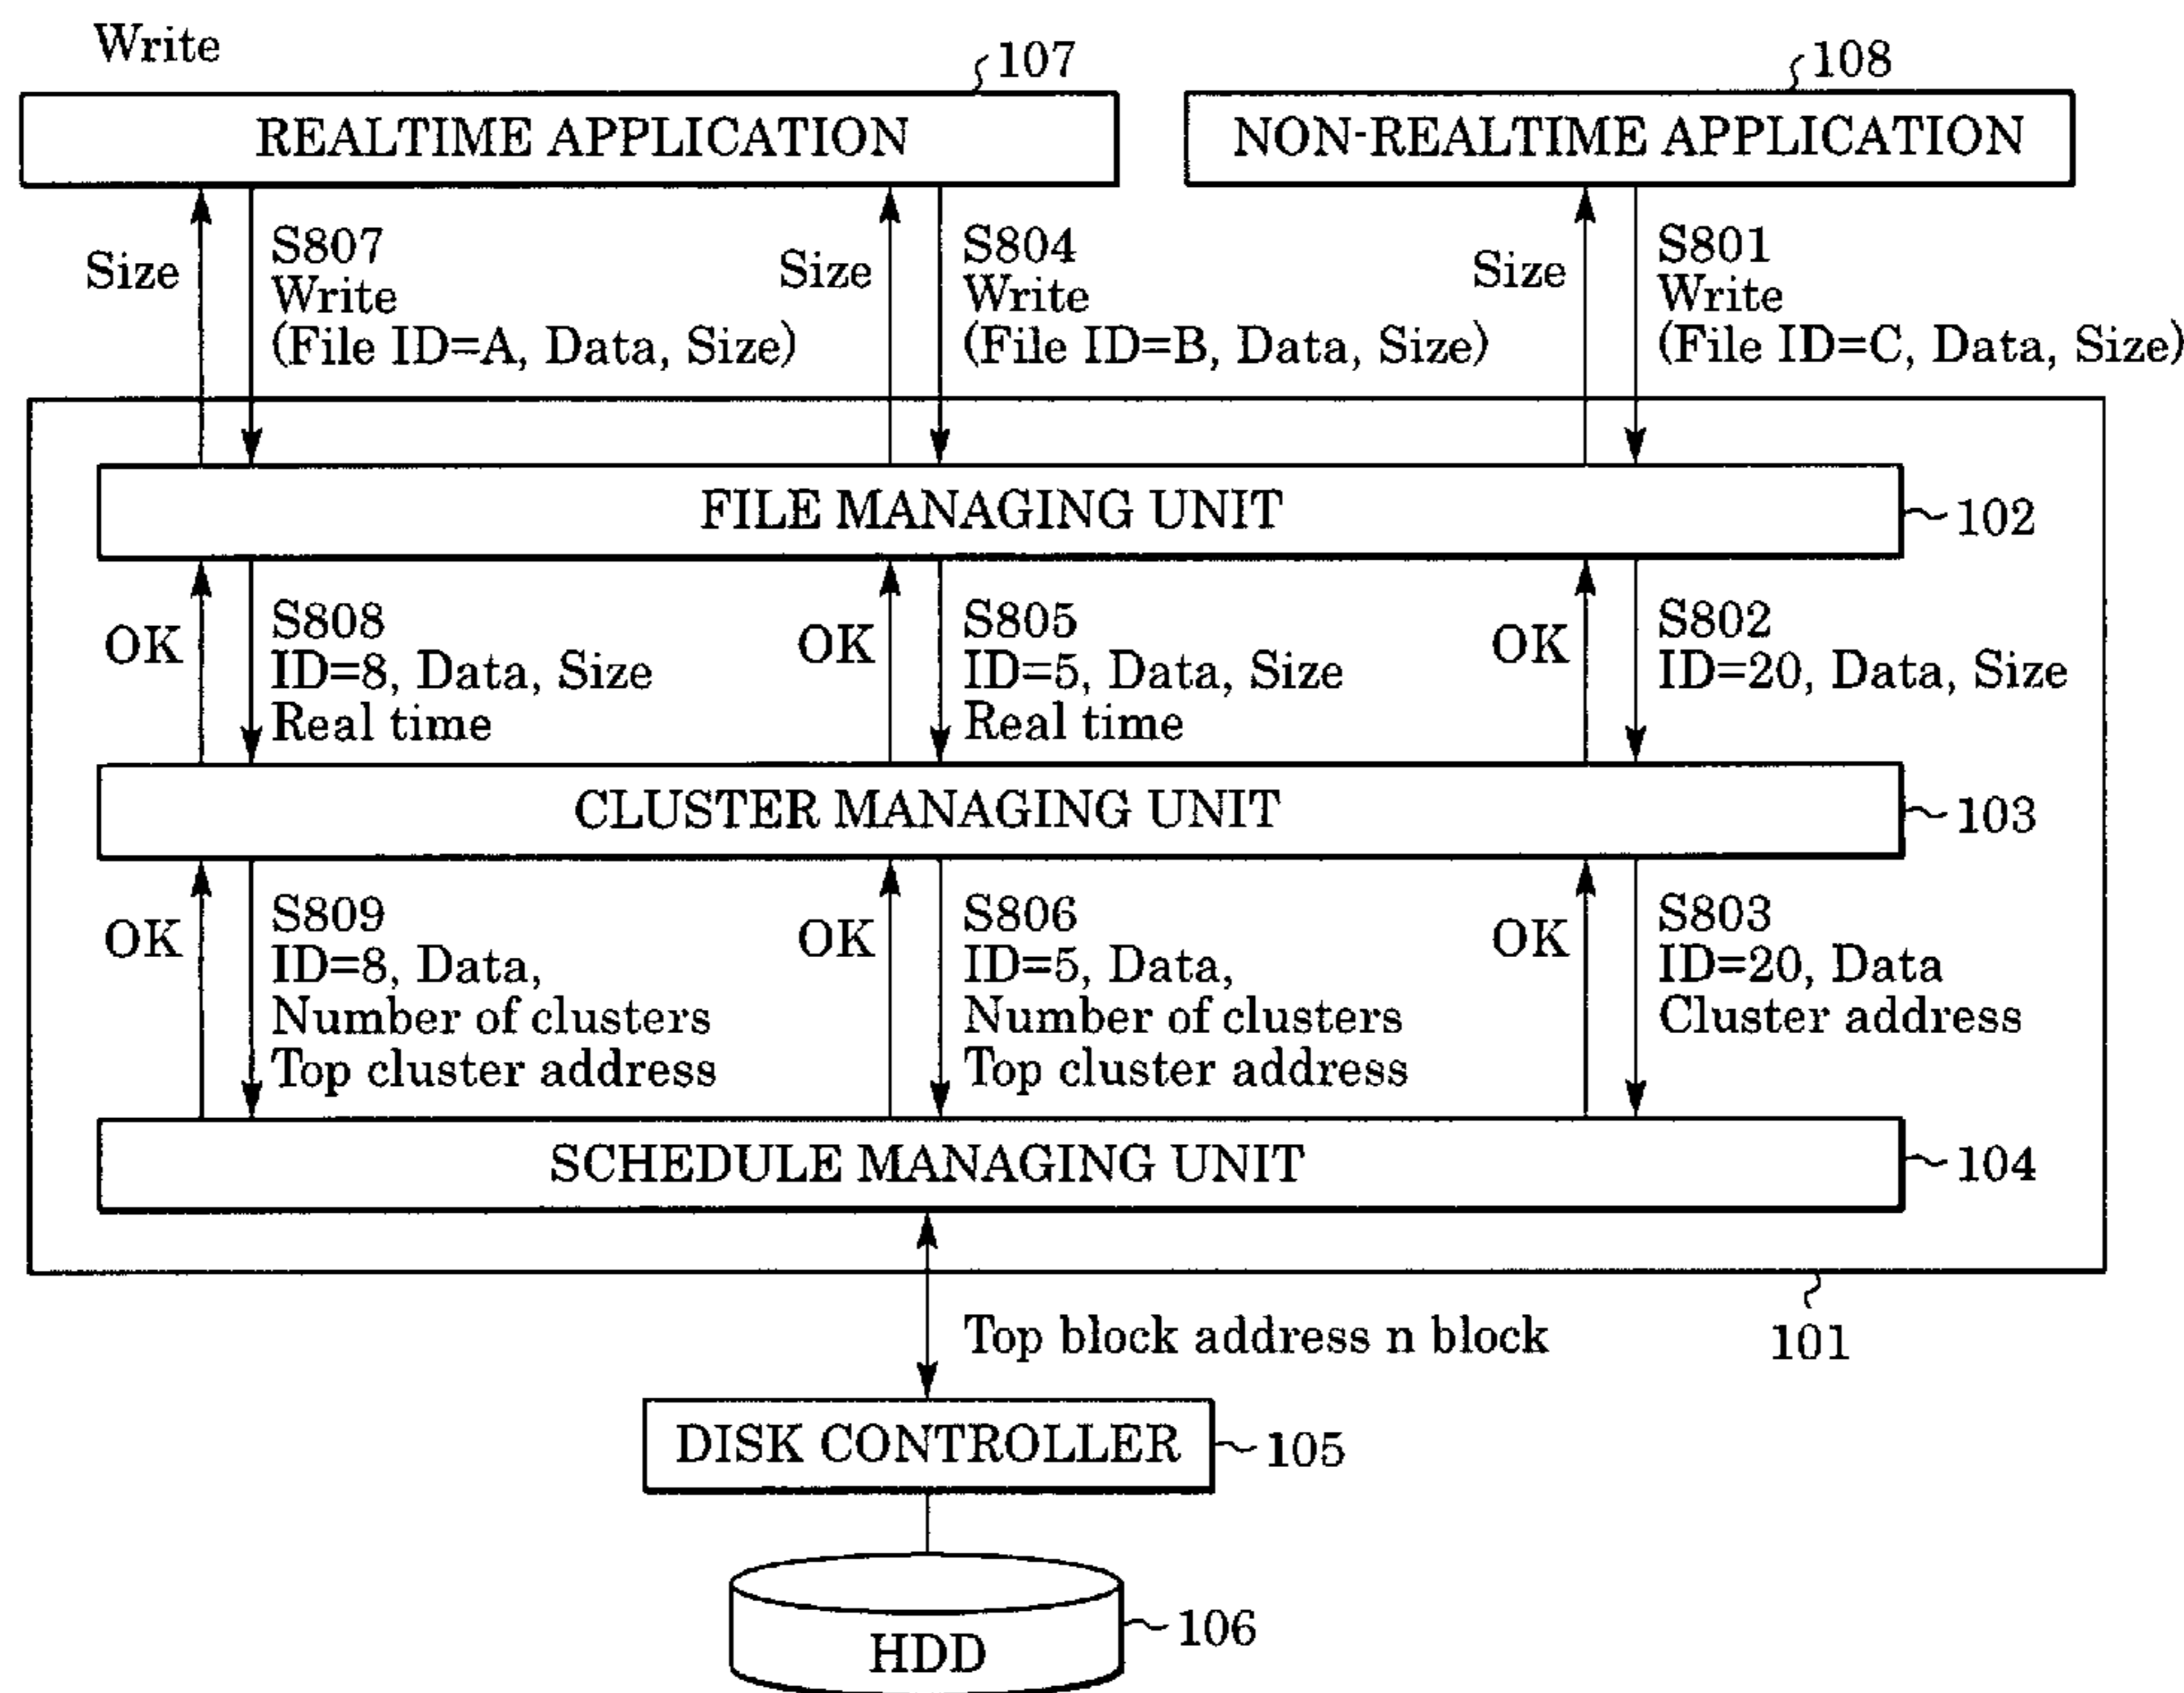 Write
107
108
REALTIME APPLICATION
NON-REALTIME APPLICATION
Size
S807
Write
(File ID=A, Data, Size)
Size
S804
Write
(File ID=B, Data, Size)
Size
S801
Write
(File ID=C, Data, Size)
FILE MANAGING UNIT
102
OK
S808
ID=8, Data, Size
Real time
OK
S805
ID=5, Data, Size
Real time
OK
S802
ID=20, Data, Size
CLUSTER MANAGING UNIT
103
OK
S809
ID=8, Data,
Number of clusters
Top cluster address
OK
S806
ID=5, Data,
Number of clusters
Top cluster address
OK
S803
ID=20, Data
Cluster address
SCHEDULE MANAGING UNIT
104
Top block address n block
101
DISK CONTROLLER
105
HDD
106